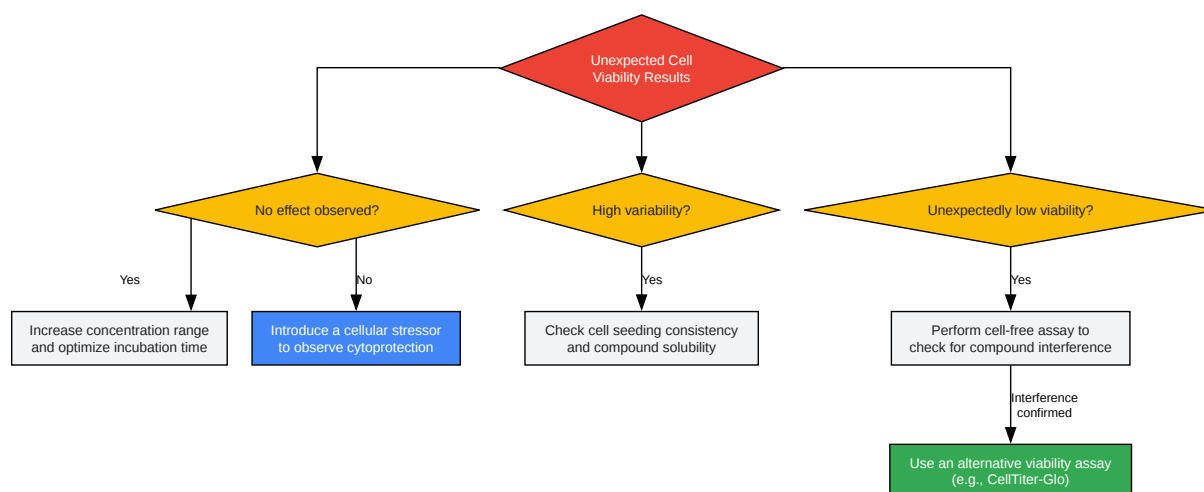 Unexpected Cell
Viability Results
No effect observed?
High variability?
Unexpectedly low viability?
Yes
No
Yes
Yes
Increase concentration range
and optimize incubation time
Introduce a cellular stressor
to observe cytoprotection
Check cell seeding consistency
and compound solubility
Perform cell-free assay to
check for compound interference
Interference
confirmed
Use an alternative viability assay
(e.g., CellTiter-Glo)